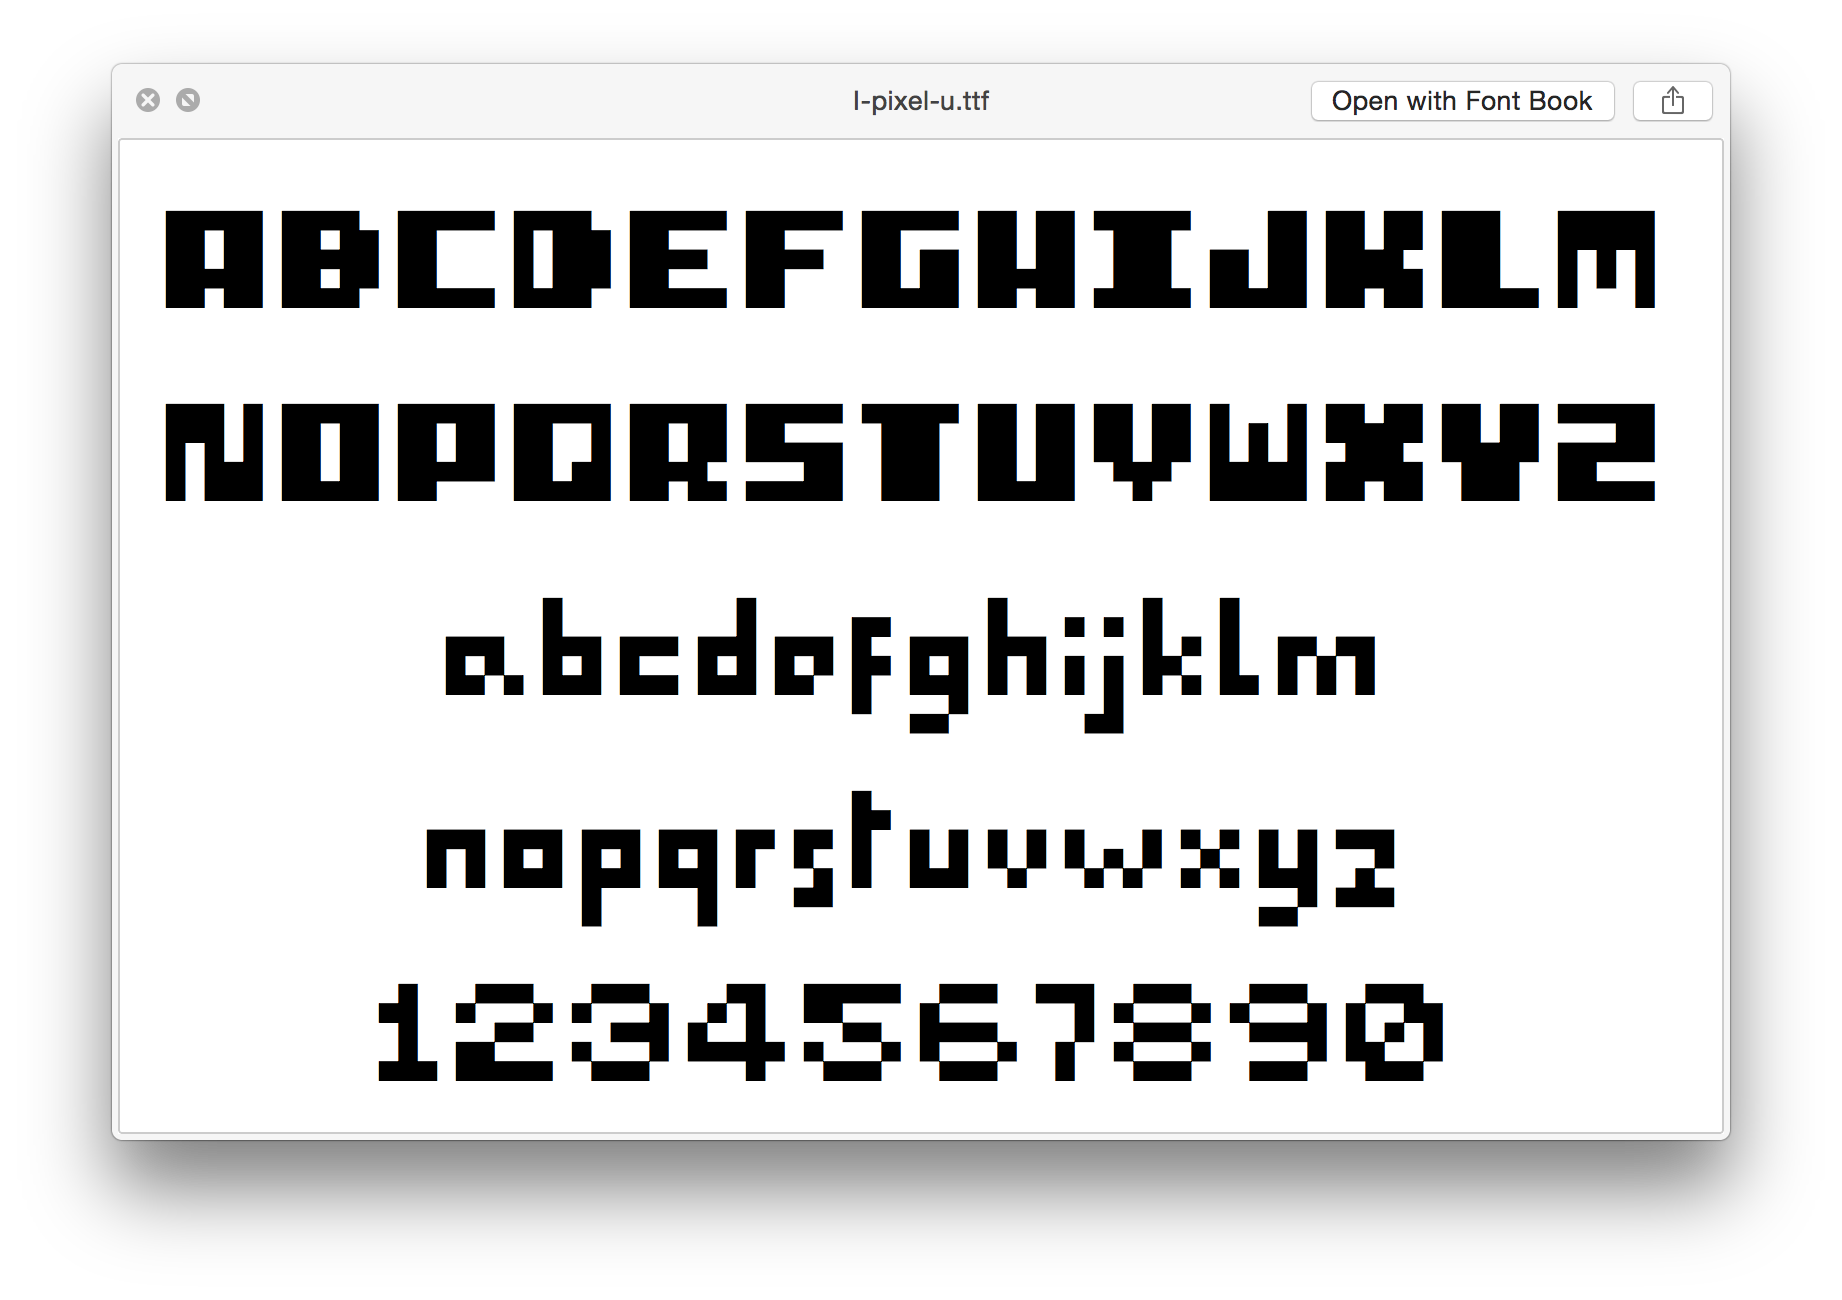 I-pixel-u.ttf
Open with Font Book
ABCDEFGHIJKLM
NOPQRSTUVWXYZ
abcdefghijklm
nopqrstuvwxyz
1234567890